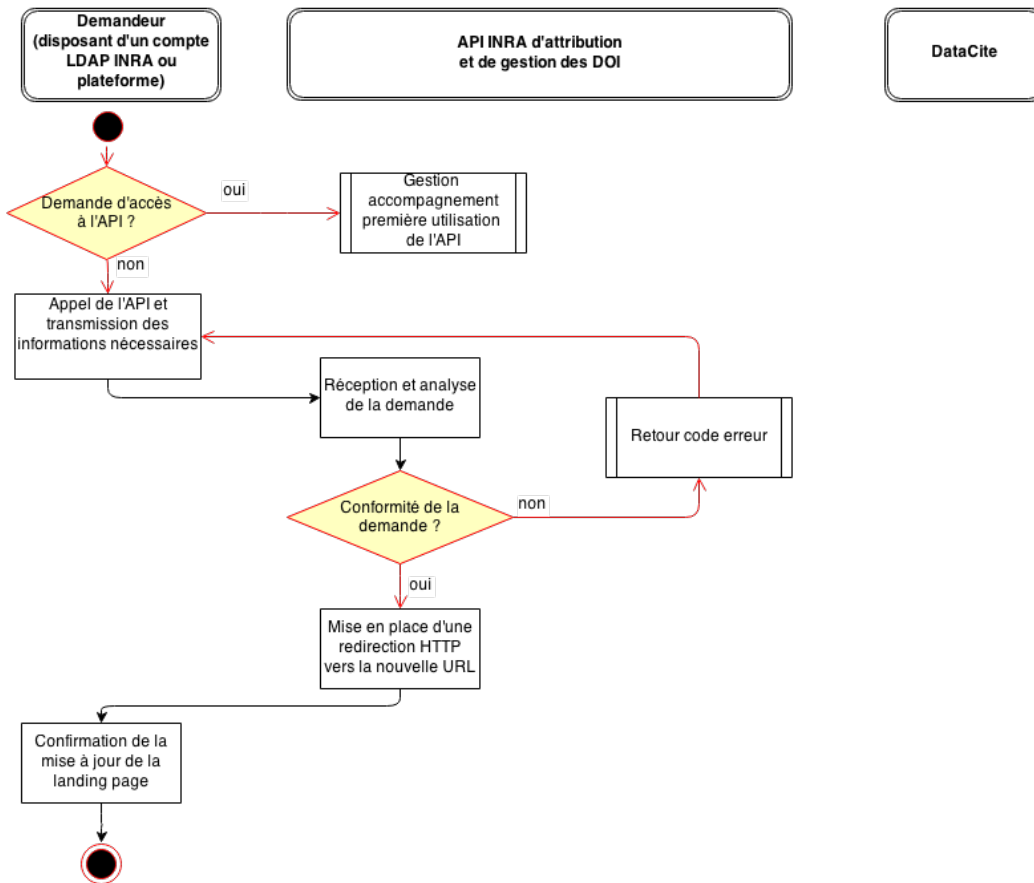 Demandeur
(disposant d'un compte
LDAP INRA ou
plateforme)
API INRA d'attribution
et de gestion des DOI
DataCite
Demande d'accès
à l'API ?
oui
Gestion
accompagnement
première utilisation
de l'API
non
Appel de l'API et
transmission des
informations nécessaires
Réception et analyse
de la demande
Retour code erreur
Conformité de la
demande ?
non
oui
Mise en place d'une
redirection HTTP
vers la nouvelle URL
Confirmation de la
mise à jour de la
landing page